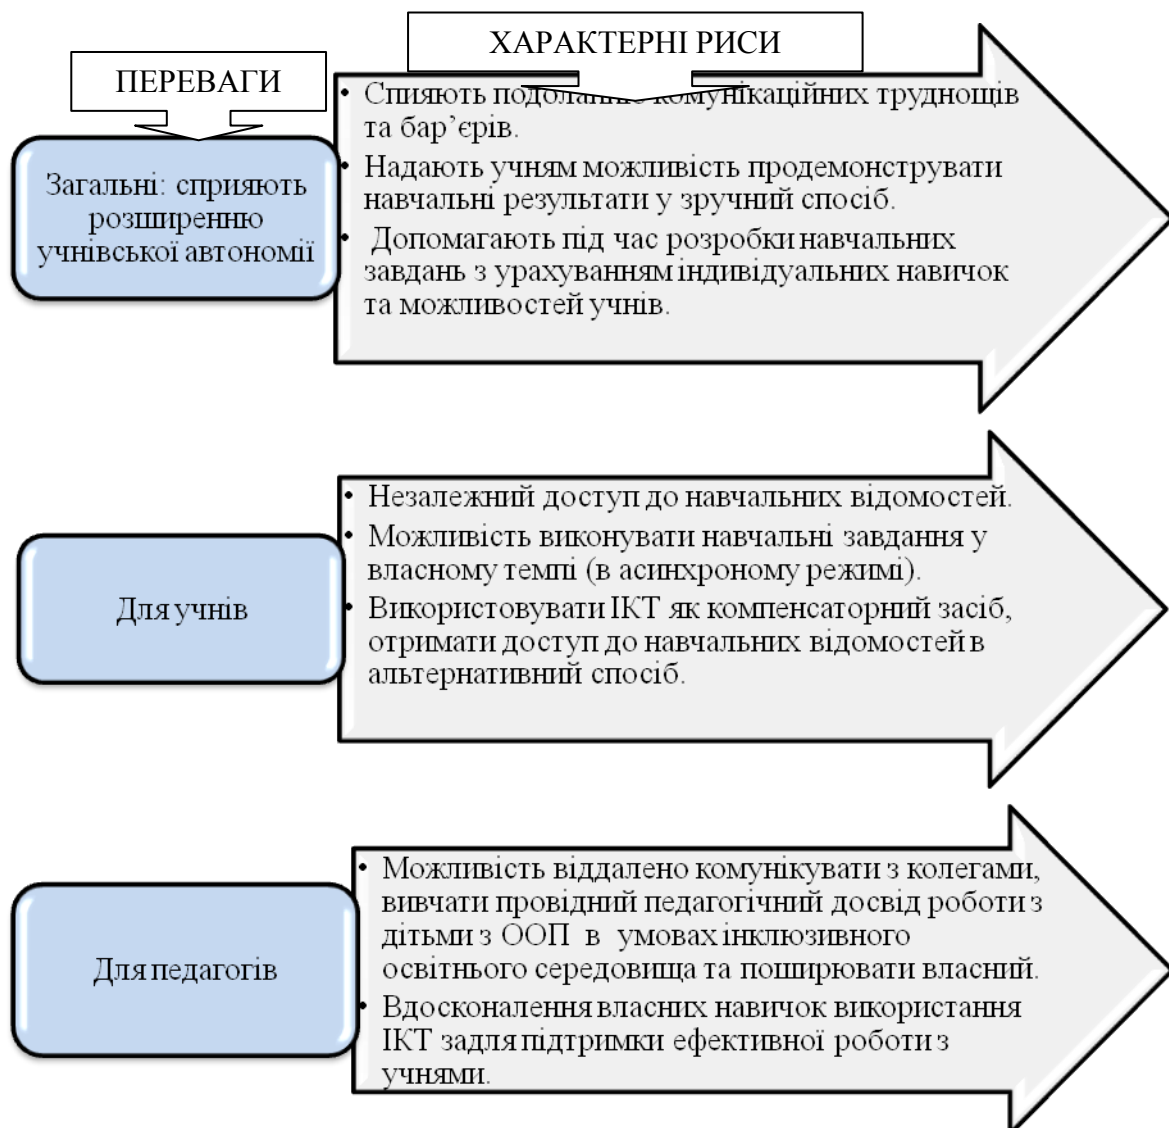 ПЕРЕВАГИ
ХАРАКТЕРНІ РИСИ
Загальні: сприяють
розширенню
учнівської автономії
• Спияють подоланню комунікаційних труднощів
та бар’єрів.
• Надають учням можливість продемонструвати
навчальні результати у зручний спосіб.
• Допомагають під час розробки навчальних
завдань з урахуванням індивідуальних навичок
та можливостей учнів.
Для учнів
• Незалежний доступ до навчальних відомостей.
• Можливість виконувати навчальні завдання у
власному темпі (в асинхроному режимі).
• Використовувати ІКТ як компенсаторний засіб,
отримати доступ до навчальних відомостей в
альтернативний спосіб.
Для педагогів
• Можливість віддалено комунікувати з колегами,
вивчати провідний педагогічний досвід роботи з
дітьми з ООП в умовах інклюзивного
освітнього середовища та поширювати власний.
• Вдосконалення власних навичок використання
ІКТ задля підтримки ефективної роботи з
учнями.